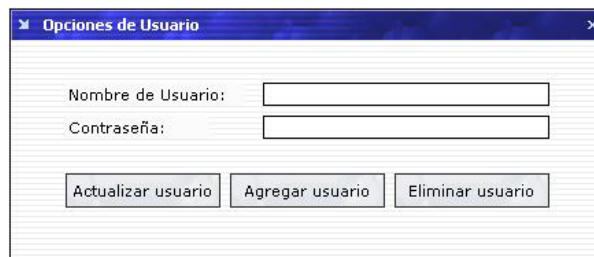 Opciones de Usuario
Nombre de Usuario:
Contraseña:
Actualizar usuario Agregar usuario Eliminar usuario